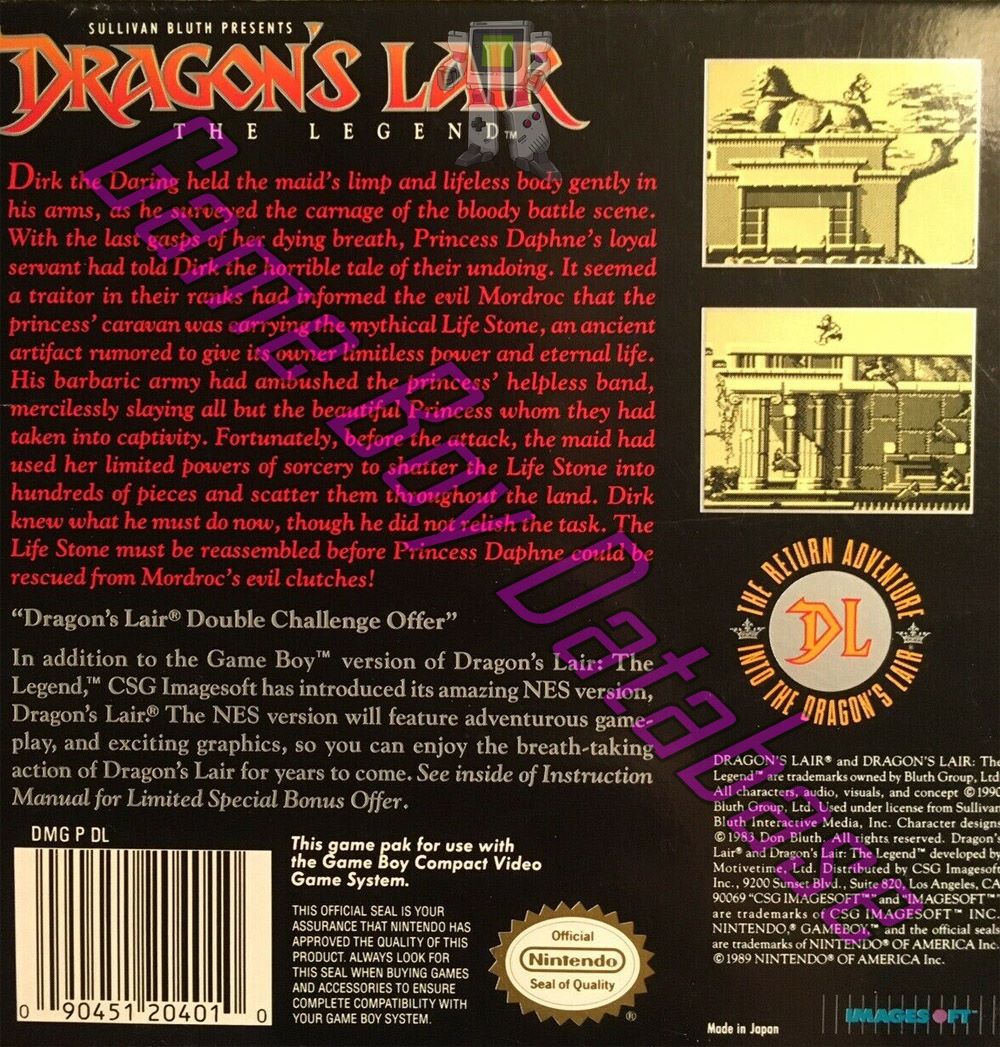 SULLIVAN BLUTH PRESENTS
DRAGON'S LAIR
THE LEGEND™
Dirk the Daring held the maid's limp and lifeless body gently in
his arms, as he surveyed the carnage of the bloody battle scene.
With the last gasps of her dying breath, Princess Daphne's loyal
servant had told Dirk the horrible tale of their undoing. It seemed
a traitor in their ranks had informed the evil Mordroc that the
princess' caravan was carrying the mythical Life Stone, an ancient
artifact rumored to give its owner limitless power and eternal life.
His barbaric army had ambushed the princess' helpless band,
mercilessly slaying all but the beautiful Princess whom they had
taken into captivity. Fortunately, before the attack, the maid had
used her limited powers of sorcery to shatter the Life Stone into
hundreds of pieces and scatter them throughout the land. Dirk
knew what he must do now, though he did not relish the task. The
Life Stone must be reassembled before Princess Daphne could be
rescued from Mordroc's evil clutches!
"Dragon's Lair® Double Challenge Offer"
In addition to the Game Boy™ version of Dragon's Lair: The
Legend,™ CSG Imagesoft has introduced its amazing NES version,
Dragon's Lair.® The NES version will feature adventurous game-
play, and exciting graphics, so you can enjoy the breath-taking
action of Dragon's Lair for years to come. See inside of Instruction
Manual for Limited Special Bonus Offer.
THE RETURN ADVENTURE
DL
INTO THE DRAGON'S LAIR®
DRAGON'S LAIR® and DRAGON'S LAIR: The
Legend™ are trademarks owned by Bluth Group, Ltd
All characters, audio, visuals, and concept ©1990
Bluth Group, Ltd. Used under license from Sullivan
Bluth Interactive Media, Inc. Character designs
©1983 Don Bluth. All rights reserved. Dragon's
Lair® and Dragon's Lair: The Legend™ developed by
Motivetime, Ltd. Distributed by CSG Imagesoft
Inc., 9200 Sunset Blvd., Suite 820, Los Angeles, CA
90069 "CSG IMAGESOFT™" and "IMAGESOFT™"
are trademarks of CSG IMAGESOFT™ INC.
NINTENDO,® GAMEBOY,™ and the official seals
are trademarks of NINTENDO® OF AMERICA Inc.
©1989 NINTENDO® OF AMERICA Inc.
DMG P DL
0 90451 20401 0
This game pak for use with
the Game Boy Compact Video
Game System.
THIS OFFICIAL SEAL IS YOUR
ASSURANCE THAT NINTENDO HAS
APPROVED THE QUALITY OF THIS
PRODUCT. ALWAYS LOOK FOR
THIS SEAL WHEN BUYING GAMES
AND ACCESSORIES TO ENSURE
COMPLETE COMPATIBILITY WITH
YOUR GAME BOY SYSTEM.
Official
Nintendo
Seal of Quality
®
Made in Japan
IMAGESOFT™
Game Boy Database